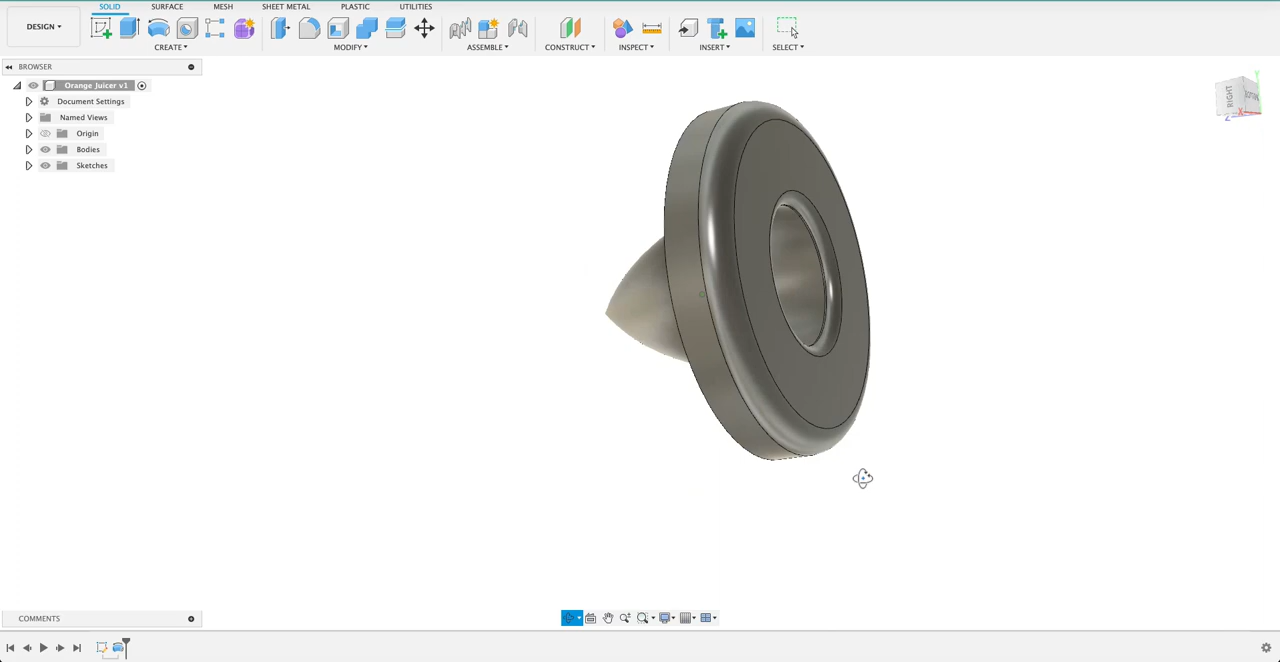 SOLID SURFACE MESH SHEET METAL PLASTIC UTILITIES
DESIGN
CREATE MODIFY ASSEMBLE CONSTRUCT INSPECT INSERT SELECT
BROWSER
Orange Juicer v1
Document Settings
Named Views
Origin
Bodies
Sketches
RIGHT
Y
Z
X
COMMENTS